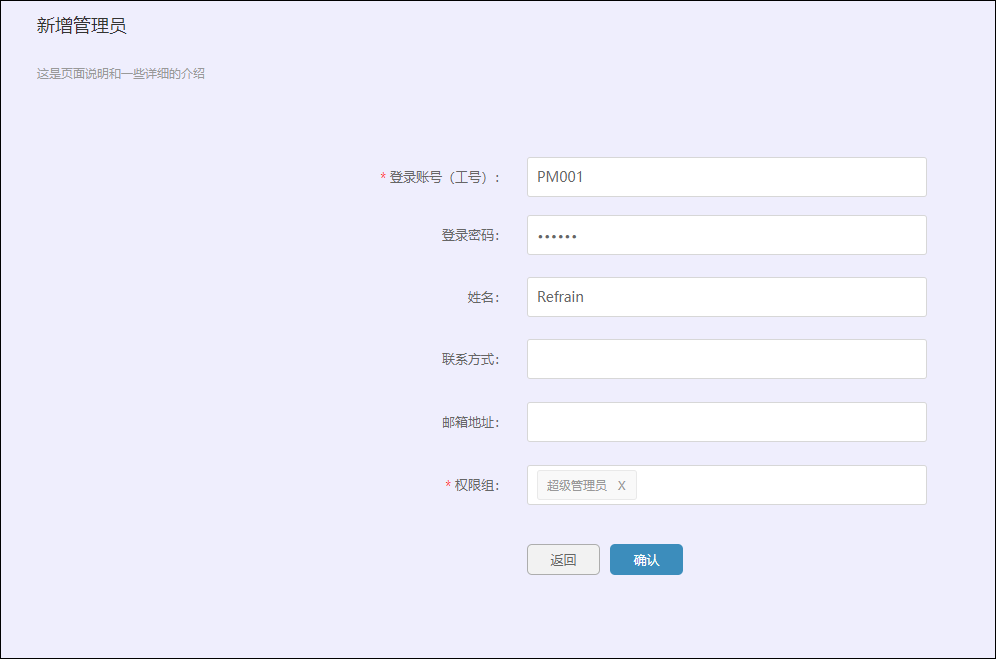 新增管理员
这是页面说明和一些详细的介绍
* 登录账号（工号）: PM001
登录密码: ••••••
姓名: Refrain
联系方式:
邮箱地址:
* 权限组: 超级管理员 X
返回 确认